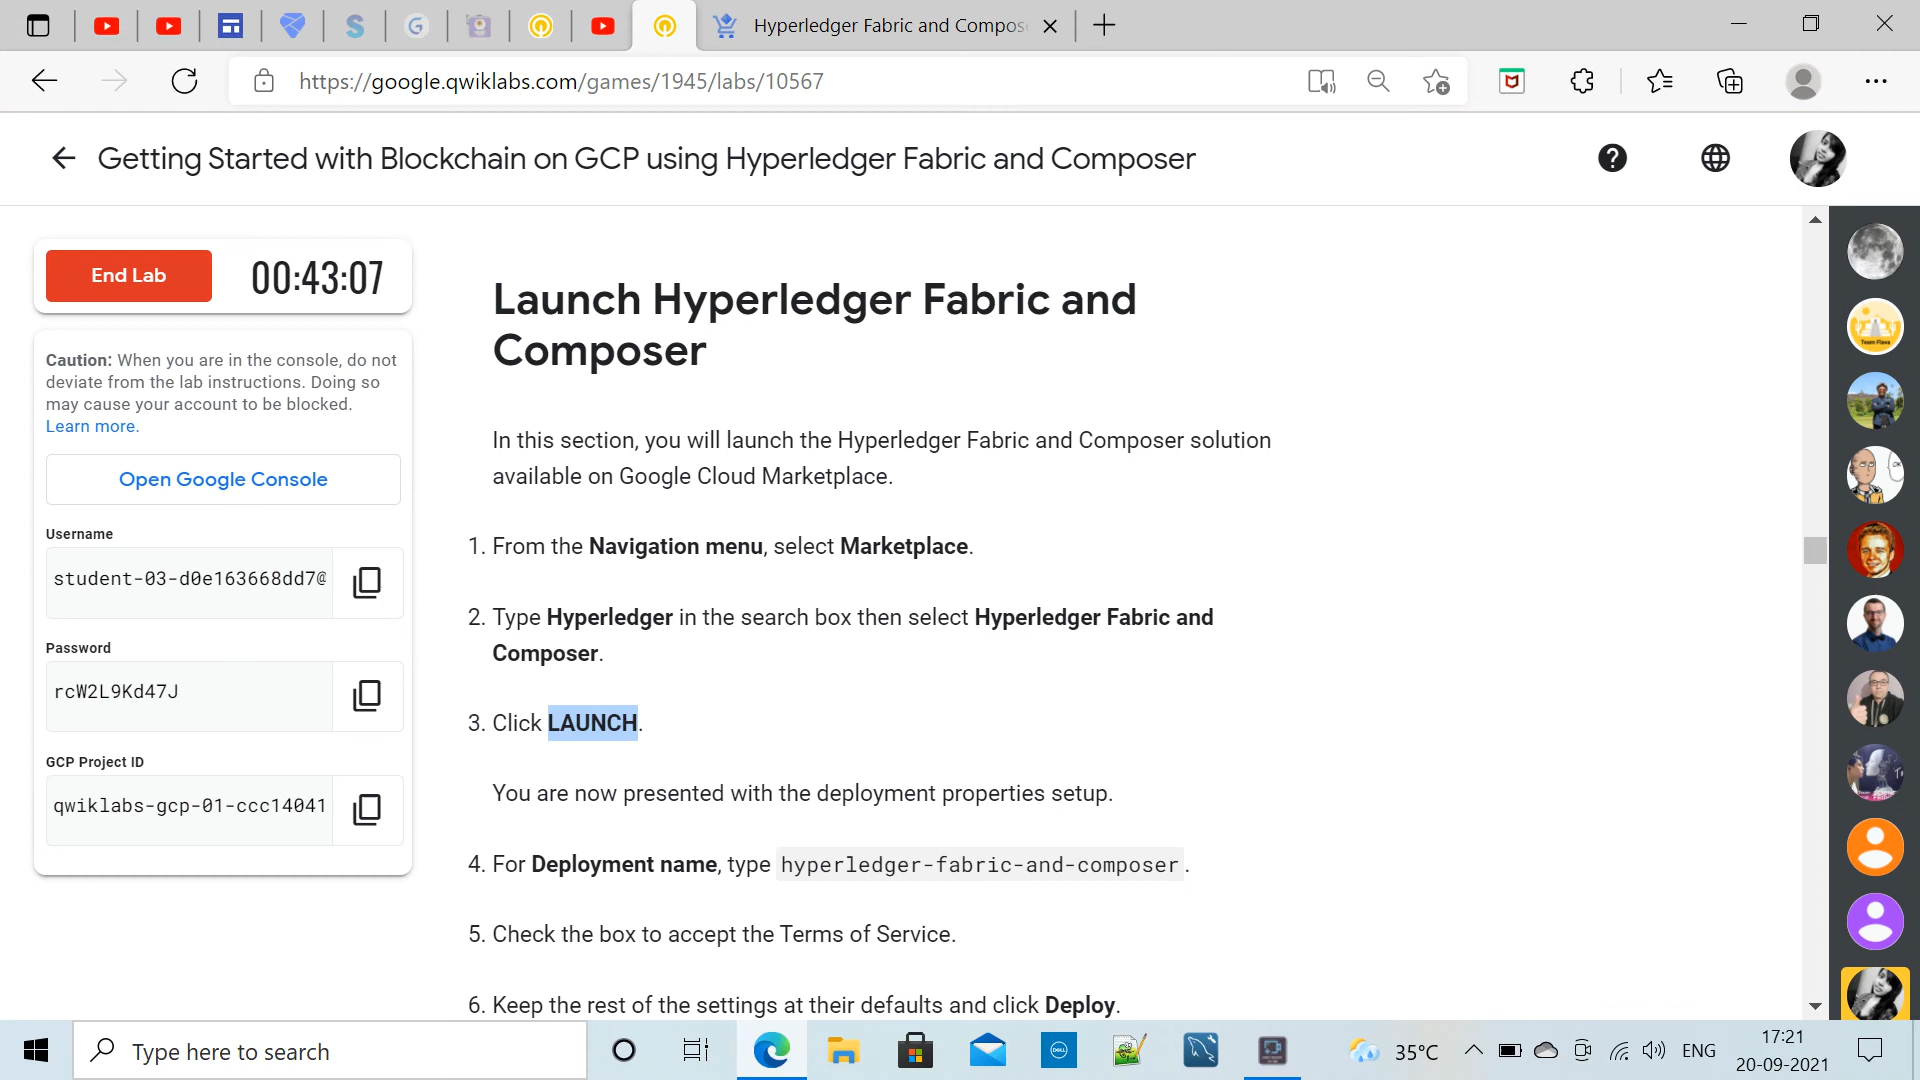 Hyperledger Fabric and Compos
https://google.qwiklabs.com/games/1945/labs/10567
Getting Started with Blockchain on GCP using Hyperledger Fabric and Composer
End Lab
00:43:07
Caution: When you are in the console, do not
deviate from the lab instructions. Doing so
may cause your account to be blocked.
Learn more.
Open Google Console
Username
student-03-d0e163668dd7@
Password
rcW2L9Kd47J
GCP Project ID
qwiklabs-gcp-01-ccc14041
Launch Hyperledger Fabric and
Composer
In this section, you will launch the Hyperledger Fabric and Composer solution
available on Google Cloud Marketplace.
1. From the Navigation menu, select Marketplace.
2. Type Hyperledger in the search box then select Hyperledger Fabric and
Composer.
3. Click LAUNCH.
You are now presented with the deployment properties setup.
4. For Deployment name, type hyperledger-fabric-and-composer.
5. Check the box to accept the Terms of Service.
6. Keep the rest of the settings at their defaults and click Deploy.
Team Flava
Type here to search
DELL
35°C
ENG
17:21
20-09-2021